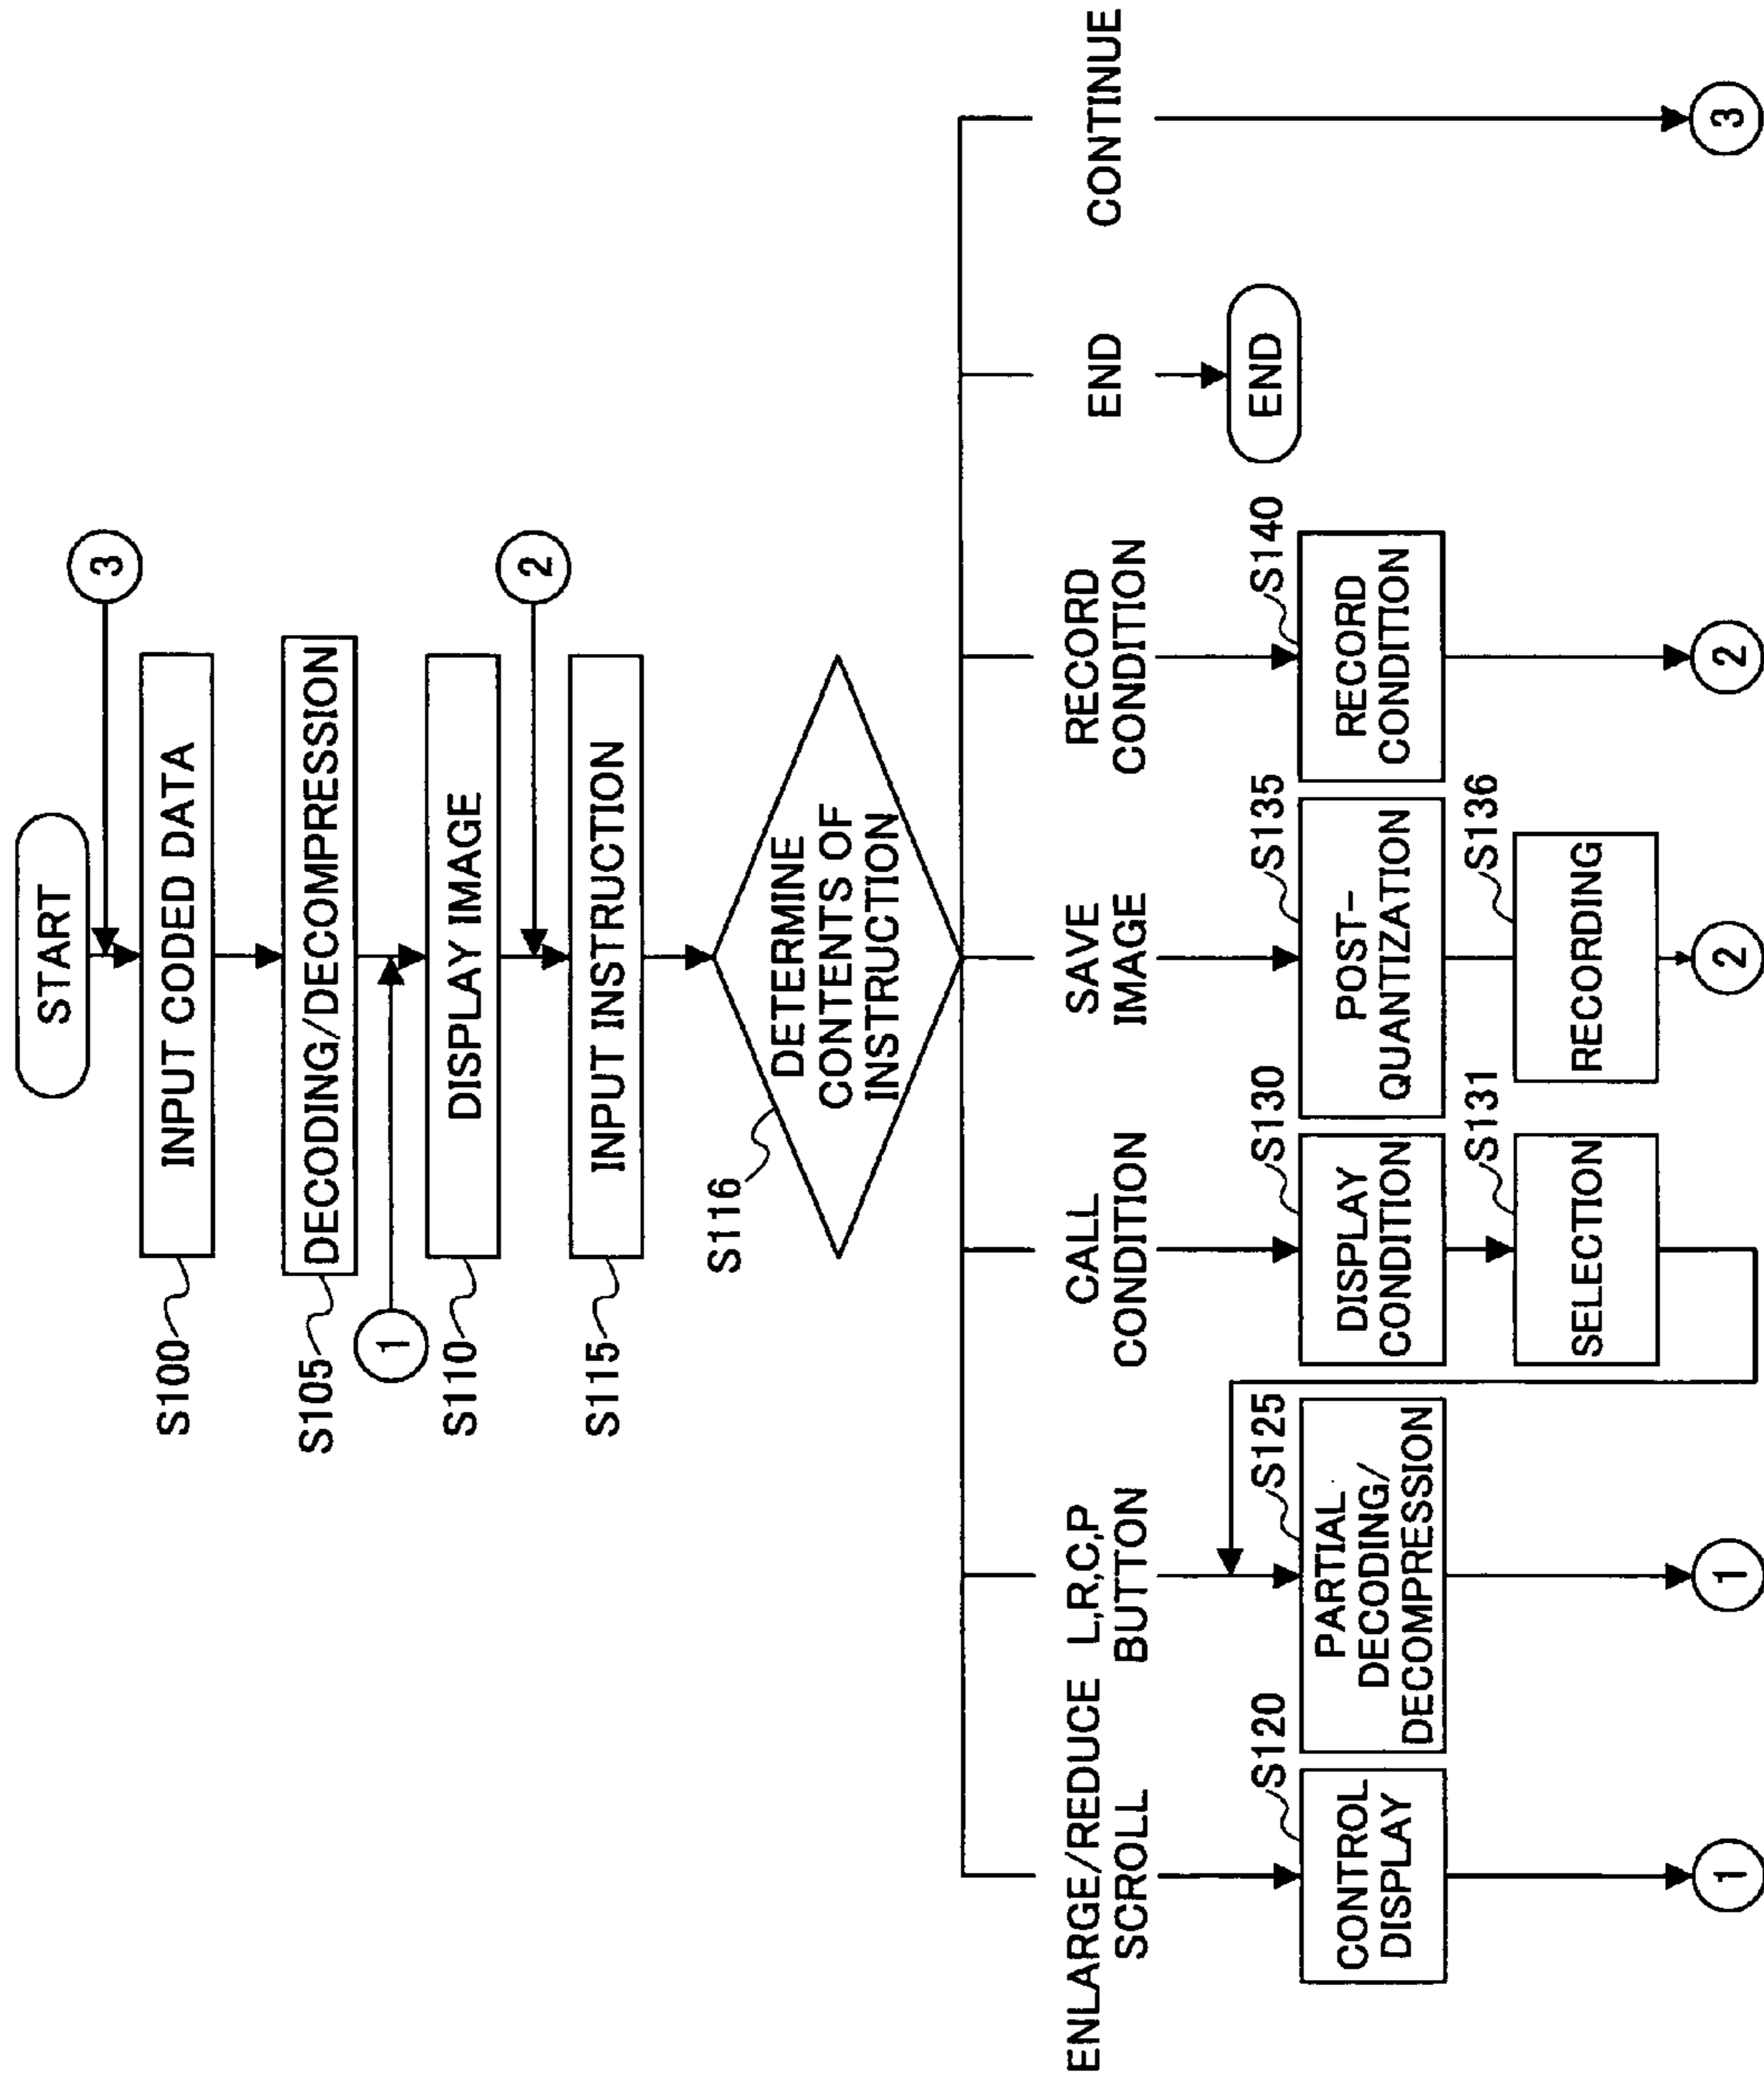 START
3
INPUT CODED DATA
S100
DECODING/DECOMPRESSION
S105
1
DISPLAY IMAGE
S110
2
INPUT INSTRUCTION
S115
DETERMINE
CONTENTS OF
INSTRUCTION
S116
ENLARGE/REDUCE
SCROLL
L,R,C,P
BUTTON
CALL
CONDITION
SAVE
IMAGE
RECORD
CONDITION
END
CONTINUE
S120
CONTROL
DISPLAY
S125
PARTIAL
DECODING/
DECOMPRESSION
S130
DISPLAY
CONDITION
S135
POST-
QUANTIZATION
S140
RECORD
CONDITION
END
S131
SELECTION
S136
RECORDING
1
1
2
2
3